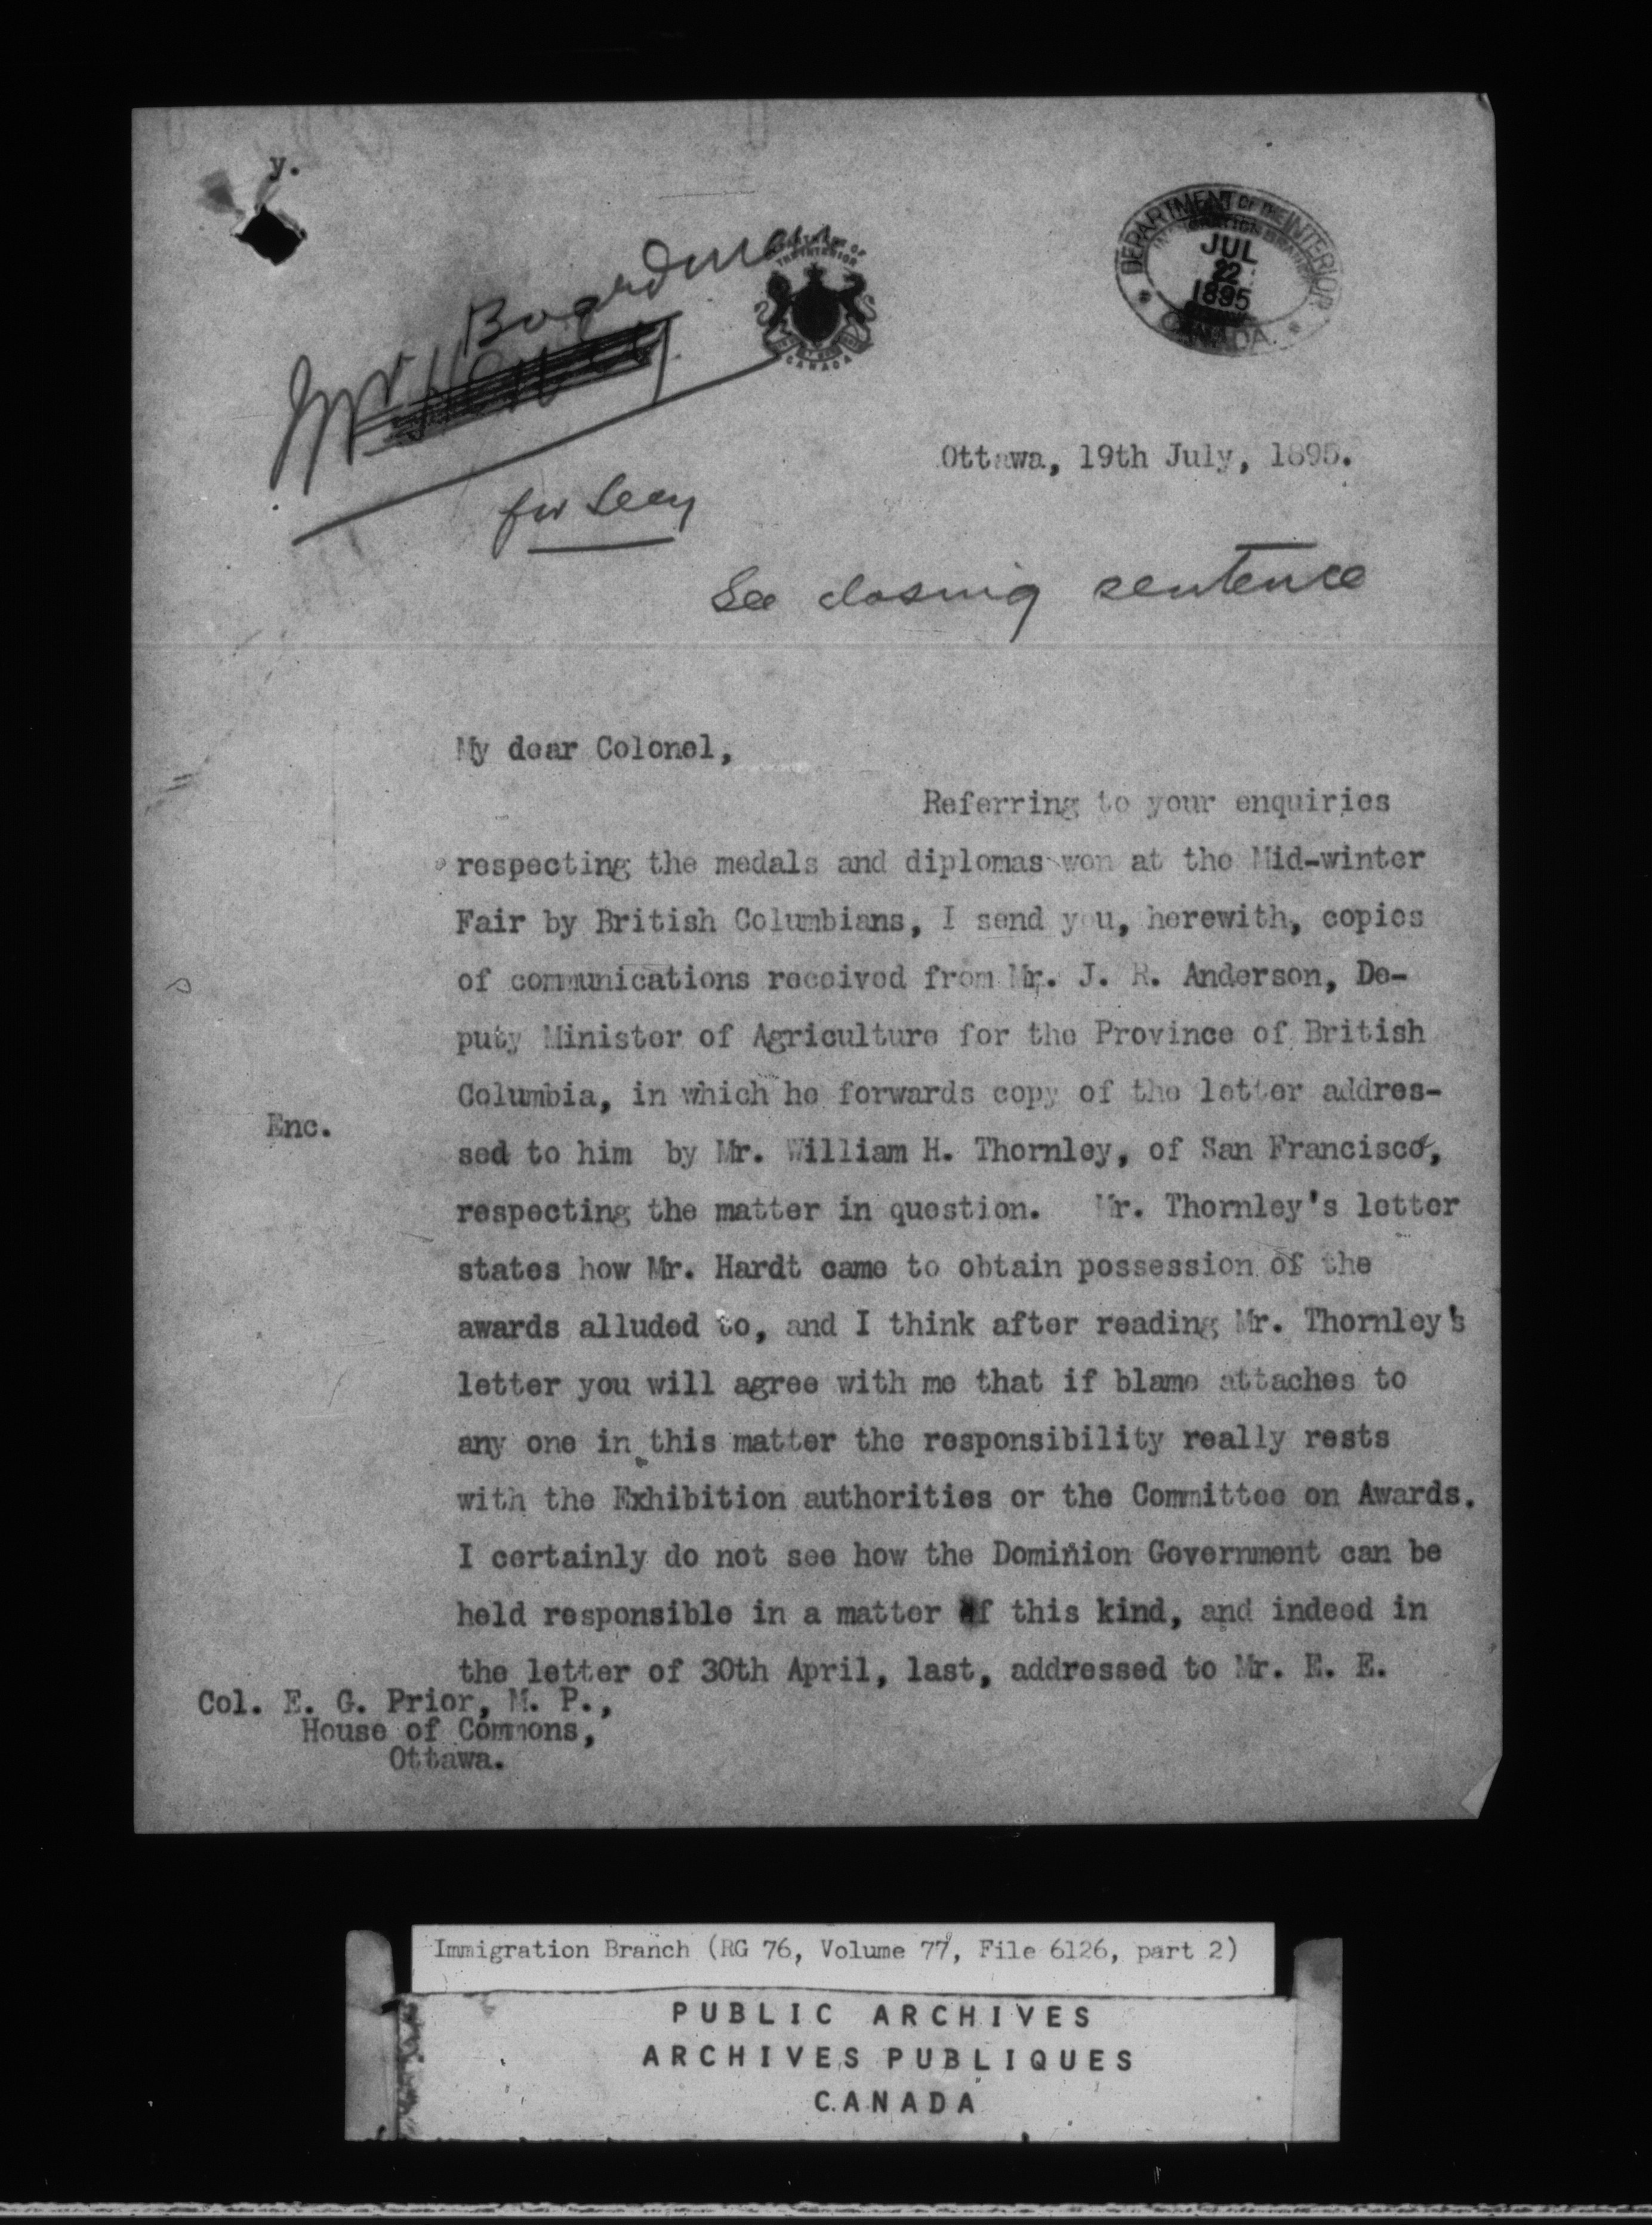 y.
DEPARTMENT OF THE INTERIOR
JUL
22
1895
CANADA.
DEPARTMENT OF
THE INTERIOR
CANADA
Boardman
Mr Henry
Ottawa, 19th July, 1895.
for Secy
See closing sentence
My dear Colonel,
Referring to your enquiries
respecting the medals and diplomas won at the Mid-winter
Fair by British Columbians, I send you, herewith, copies
of communications received from Mr. J. R. Anderson, De-
puty Minister of Agriculture for the Province of British
Columbia, in which he forwards copy of the letter addres-
Enc.
sed to him by Mr. William H. Thornley, of San Francisco,
respecting the matter in question. Mr. Thornley's letter
states how Mr. Hardt came to obtain possession of the
awards alluded to, and I think after reading Mr. Thornley's
letter you will agree with me that if blame attaches to
any one in this matter the responsibility really rests
with the Exhibition authorities or the Committee on Awards.
I certainly do not see how the Dominion Government can be
held responsible in a matter of this kind, and indeed in
the letter of 30th April, last, addressed to Mr. E. E.
Col. E. G. Prior, M. P.,
House of Commons,
Ottawa.
Immigration Branch (RG 76, Volume 77, File 6126, part 2)
PUBLIC ARCHIVES
ARCHIVES PUBLIQUES
CANADA